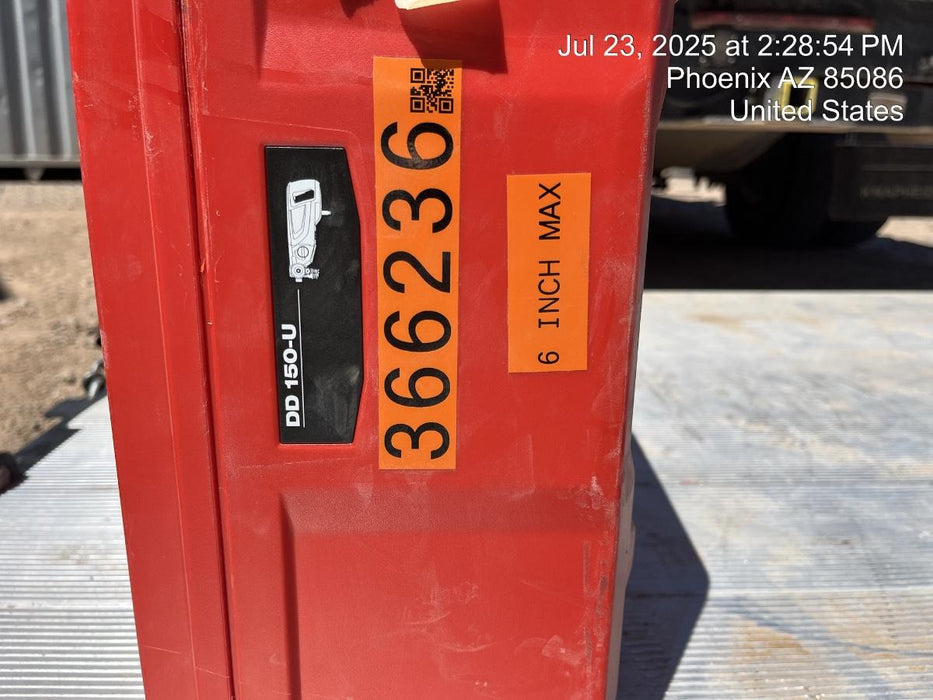 Jul 23, 2025 at 2:28:54 PM
Phoenix AZ 85086
United States
DD 150-U
366236
6 INCH MAX